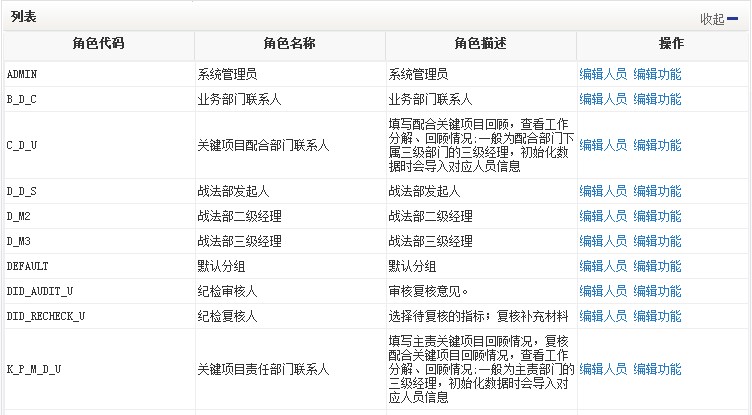 列表
收起
角色代码 角色名称 角色描述 操作
ADMIN 系统管理员 系统管理员 编辑人员 编辑功能
B_D_C 业务部门联系人 业务部门联系人 编辑人员 编辑功能
C_D_U 关键项目配合部门联系人 填写配合关键项目回顾，查看工作
分解、回顾情况;一般为配合部门下
属三级部门的三级经理，初始化数
据时会导入对应人员信息
编辑人员 编辑功能
D_D_S 战法部发起人 战法部发起人 编辑人员 编辑功能
D_M2 战法部二级经理 战法部二级经理 编辑人员 编辑功能
D_M3 战法部三级经理 战法部三级经理 编辑人员 编辑功能
DEFAULT 默认分组 默认分组 编辑人员 编辑功能
DID_AUDIT_U 纪检审核人 审核复核意见。 编辑人员 编辑功能
DID_RECHECK_U 纪检复核人 选择待复核的指标；复核补充材料 编辑人员 编辑功能
K_P_M_D_U 关键项目责任部门联系人 填写主责关键项目回顾情况，复核
配合关键项目回顾情况，查看工作
分解、回顾情况;一般为主责部门的
三级经理，初始化数据时会导入对
应人员信息
编辑人员 编辑功能